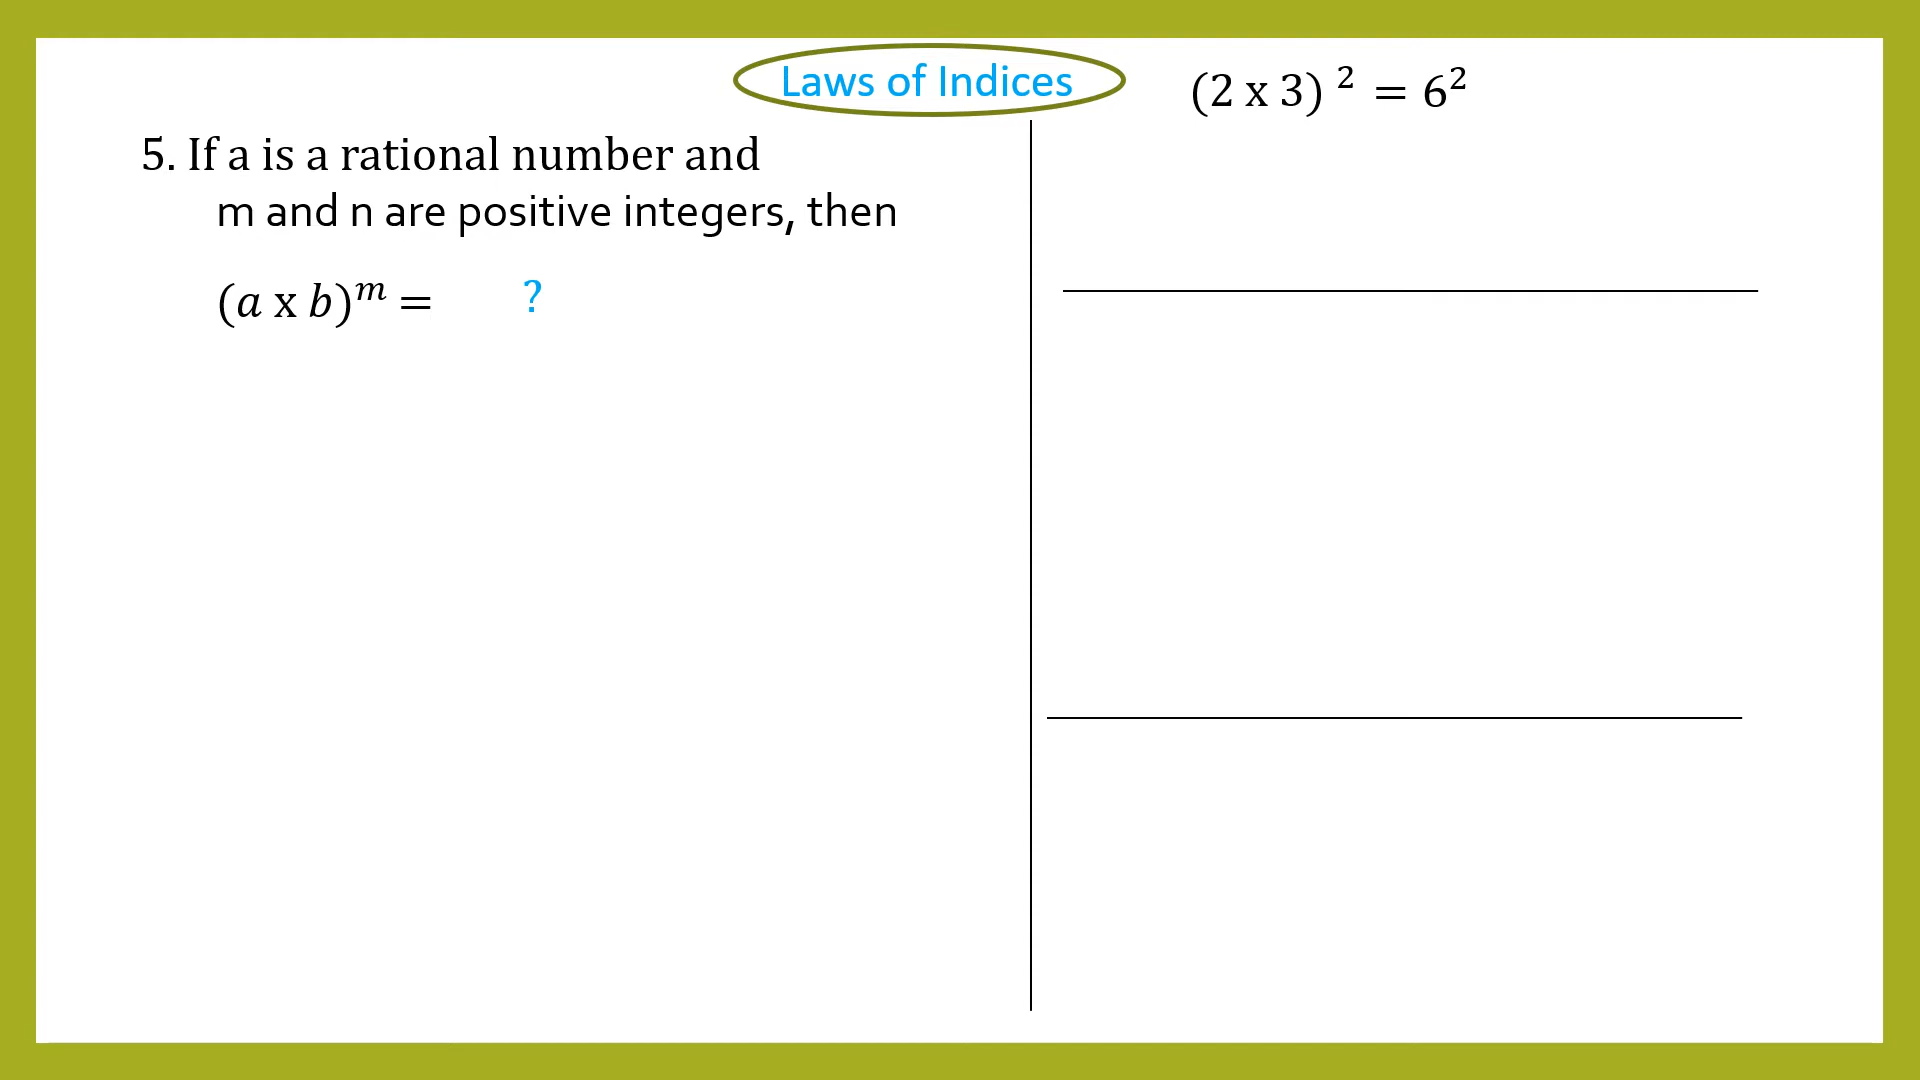 Laws of Indices
5. If a is a rational number and
m and n are positive integers, then
(a x b)^m = ?
(2 x 3) ² = 6²